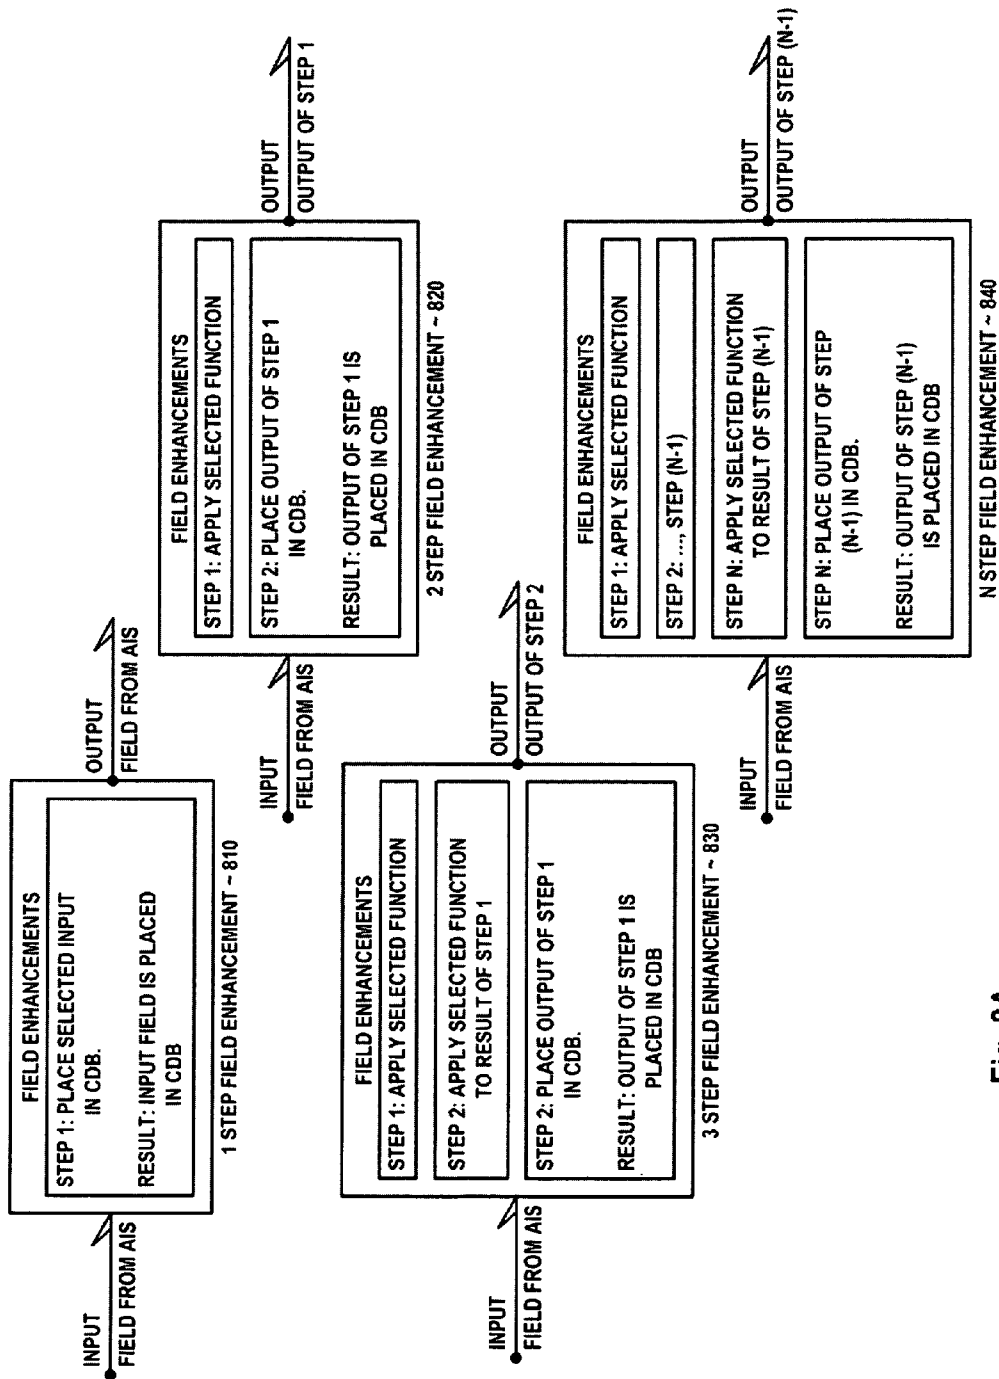 INPUT
FIELD FROM AIS
FIELD ENHANCEMENTS
STEP 1: PLACE SELECTED INPUT
IN CDB.
RESULT: INPUT FIELD IS PLACED
IN CDB
1 STEP FIELD ENHANCEMENT ~ 810
OUTPUT
FIELD FROM AIS
INPUT
FIELD FROM AIS
FIELD ENHANCEMENTS
STEP 1: APPLY SELECTED FUNCTION
STEP 2: PLACE OUTPUT OF STEP 1
IN CDB.
RESULT: OUTPUT OF STEP 1 IS
PLACED IN CDB
2 STEP FIELD ENHANCEMENT ~ 820
OUTPUT
OUTPUT OF STEP 1
INPUT
FIELD FROM AIS
FIELD ENHANCEMENTS
STEP 1: APPLY SELECTED FUNCTION
STEP 2: APPLY SELECTED FUNCTION
TO RESULT OF STEP 1
STEP 2: PLACE OUTPUT OF STEP 1
IN CDB.
RESULT: OUTPUT OF STEP 1 IS
PLACED IN CDB
3 STEP FIELD ENHANCEMENT ~ 830
OUTPUT
OUTPUT OF STEP 2
INPUT
FIELD FROM AIS
FIELD ENHANCEMENTS
STEP 1: APPLY SELECTED FUNCTION
STEP 2: ..., STEP (N-1)
STEP N: APPLY SELECTED FUNCTION
TO RESULT OF STEP (N-1)
STEP N: PLACE OUTPUT OF STEP
(N-1) IN CDB.
RESULT: OUTPUT OF STEP (N-1)
IS PLACED IN CDB
N STEP FIELD ENHANCEMENT ~ 840
OUTPUT
OUTPUT OF STEP (N-1)